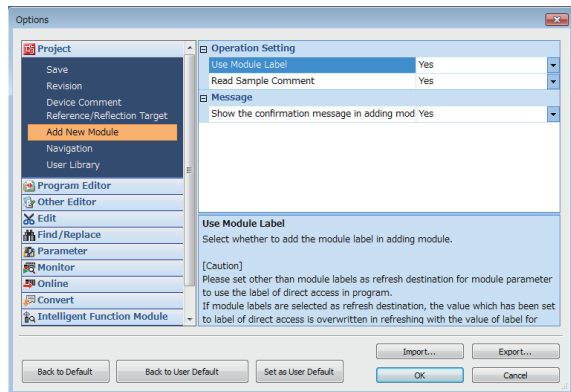 Options
Project
Save
Revision
Device Comment
Reference/Reflection Target
Add New Module
Navigation
User Library
Program Editor
Other Editor
Edit
Find/Replace
Parameter
Monitor
Online
Convert
Intelligent Function Module
Operation Setting
Use Module Label Yes
Read Sample Comment Yes
Message
Show the confirmation message in adding mod Yes
Use Module Label
Select whether to add the module label in adding module.
[Caution]
Please set other than module labels as refresh destination for module parameter
to use the label of direct access in program.
If module labels are selected as refresh destination, the value which has been set
to label of direct access is overwritten in refreshing with the value of label for
Import... Export...
Back to Default Back to User Default Set as User Default OK Cancel